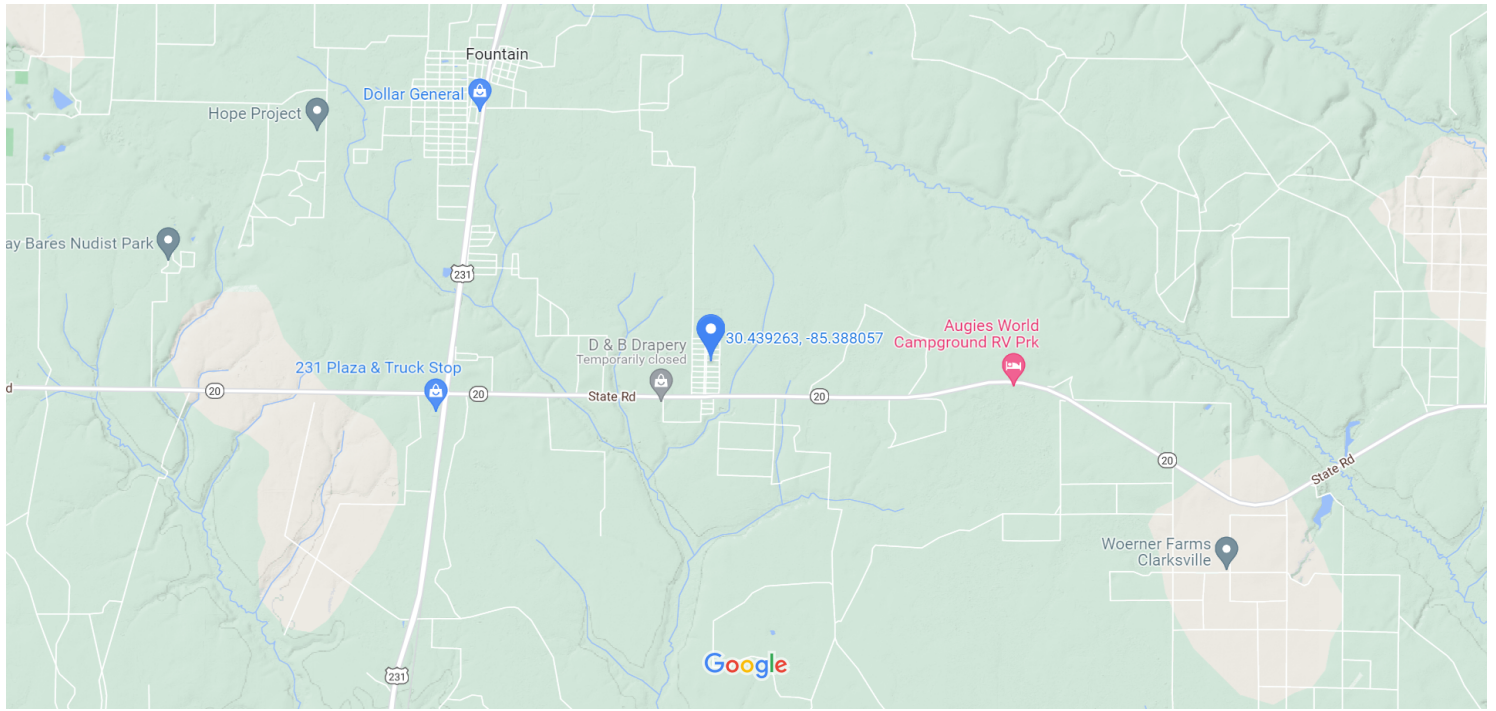 Fountain
Dollar General
Hope Project
ay Bares Nudist Park
231
30.439263, -85.388057
Augies World
Campground RV Prk
D & B Drapery
Temporarily closed
231 Plaza & Truck Stop
d
20
20
State Rd
20
20
State Rd
Woerner Farms
Clarksville
Google
231